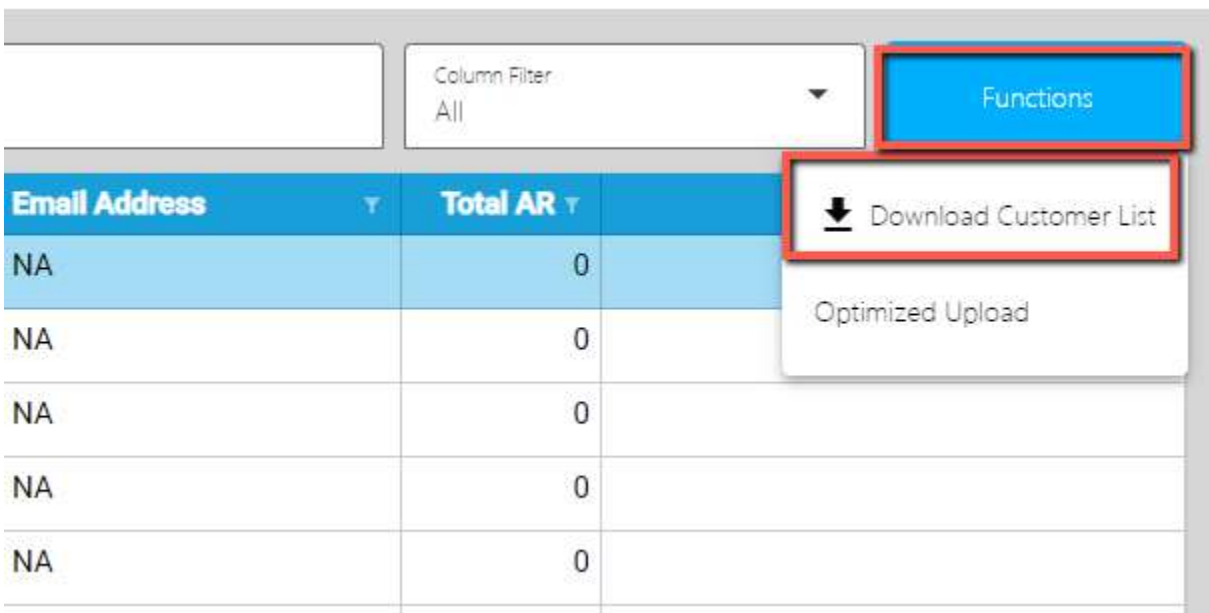 Column Filter
All
Functions
Email Address Total AR
Download Customer List
NA 0
Optimized Upload
NA 0
NA 0
NA 0
NA 0